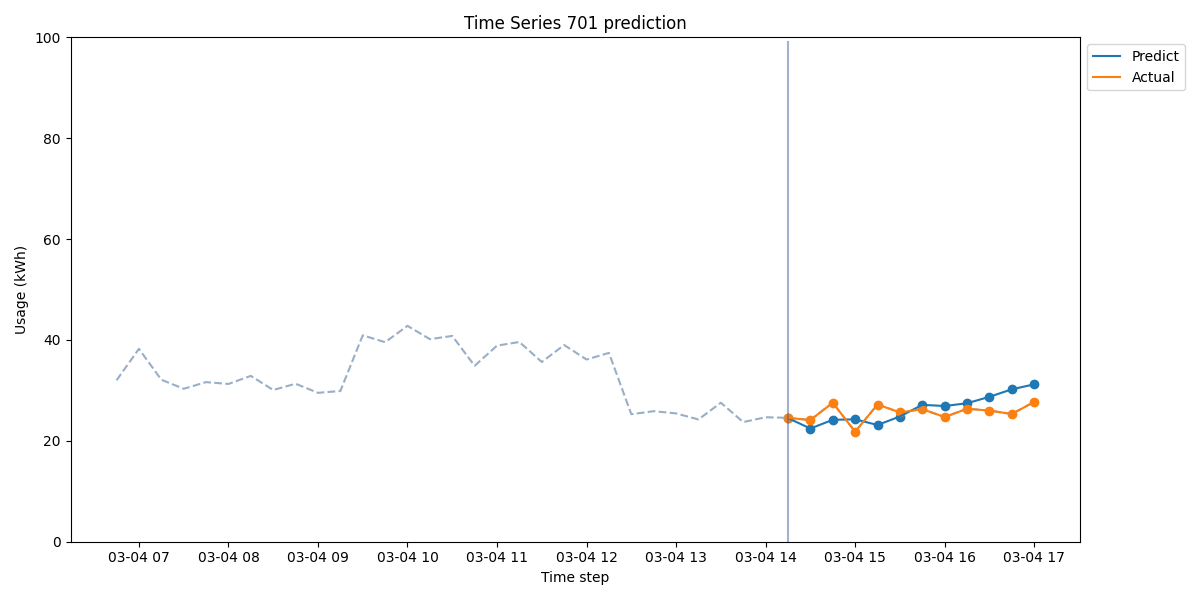 Time Series 701 prediction
100
80
60
40
20
0
Usage (kWh)
03-04 07 03-04 08 03-04 09 03-04 10 03-04 11 03-04 12 03-04 13 03-04 14 03-04 15 03-04 16 03-04 17
Time step
Predict
Actual